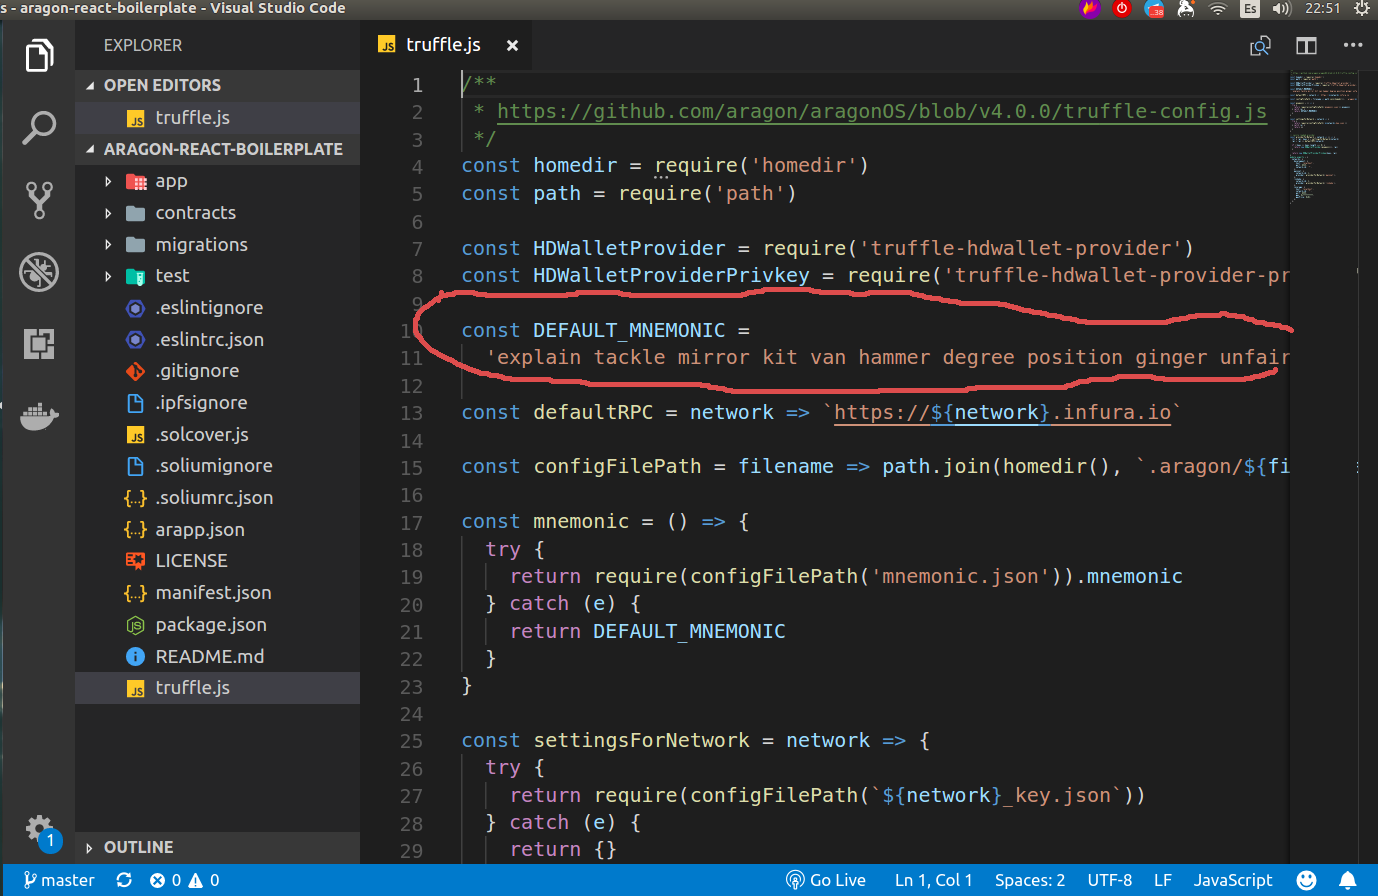 s - aragon-react-boilerplate - Visual Studio Code
38
Es
22:51
EXPLORER
OPEN EDITORS
JS truffle.js
ARAGON-REACT-BOILERPLATE
app
contracts
migrations
test
.eslintignore
.eslintrc.json
.gitignore
.ipfsignore
JS .solcover.js
.soliumignore
{..} .soliumrc.json
{..} arapp.json
LICENSE
{..} manifest.json
JS package.json
README.md
JS truffle.js
OUTLINE
1
JS truffle.js ×
1 /**
2  * https://github.com/aragon/aragonOS/blob/v4.0.0/truffle-config.js
3  */
4 const homedir = require('homedir')
5 const path = require('path')
6
7 const HDWalletProvider = require('truffle-hdwallet-provider')
8 const HDWalletProviderPrivkey = require('truffle-hdwallet-provider-pr
9
10 const DEFAULT_MNEMONIC =
11   'explain tackle mirror kit van hammer degree position ginger unfair
12
13 const defaultRPC = network => `https://${network}.infura.io`
14
15 const configFilePath = filename => path.join(homedir(), `.aragon/${fi
16
17 const mnemonic = () => {
18   try {
19     return require(configFilePath('mnemonic.json')).mnemonic
20   } catch (e) {
21     return DEFAULT_MNEMONIC
22   }
23 }
24
25 const settingsForNetwork = network => {
26   try {
27     return require(configFilePath(`${network}_key.json`))
28   } catch (e) {
29     return {}
master 0 0 Go Live Ln 1, Col 1 Spaces: 2 UTF-8 LF JavaScript